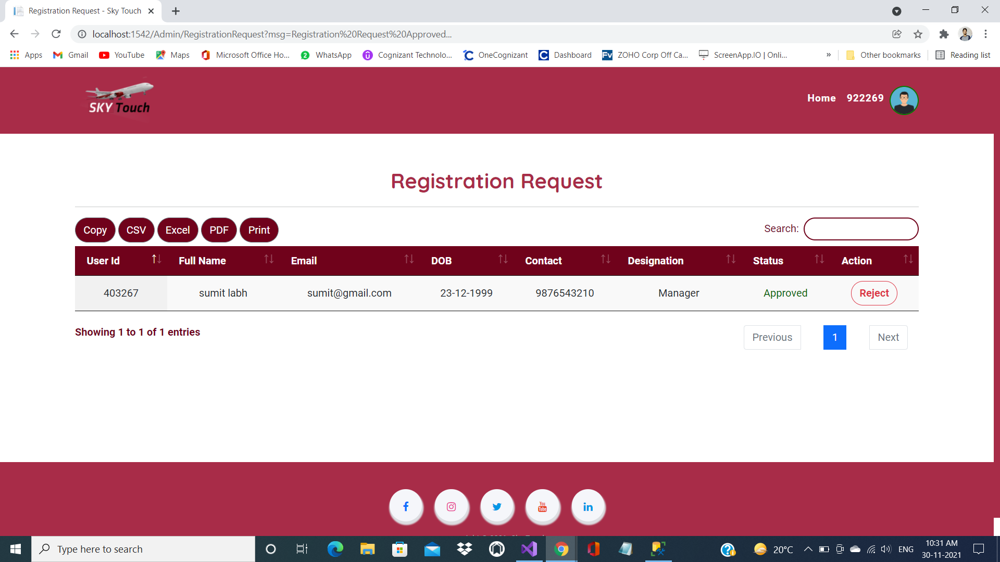 Registration Request - Sky Touch
localhost:1542/Admin/RegistrationRequest?msg=Registration%20Request%20Approved...
Apps Gmail YouTube Maps Microsoft Office Ho... WhatsApp Cognizant Technolo... OneCognizant Dashboard ZOHO Corp Off Ca... ScreenApp.IO | Onli... » Other bookmarks Reading list
SKY Touch
Home 922269
Registration Request
Copy CSV Excel PDF Print Search:
User Id Full Name Email DOB Contact Designation Status Action
403267 sumit labh sumit@gmail.com 23-12-1999 9876543210 Manager Approved Reject
Showing 1 to 1 of 1 entries Previous 1 Next
You
Tube
Type here to search
20°C ENG 10:31 AM
30-11-2021